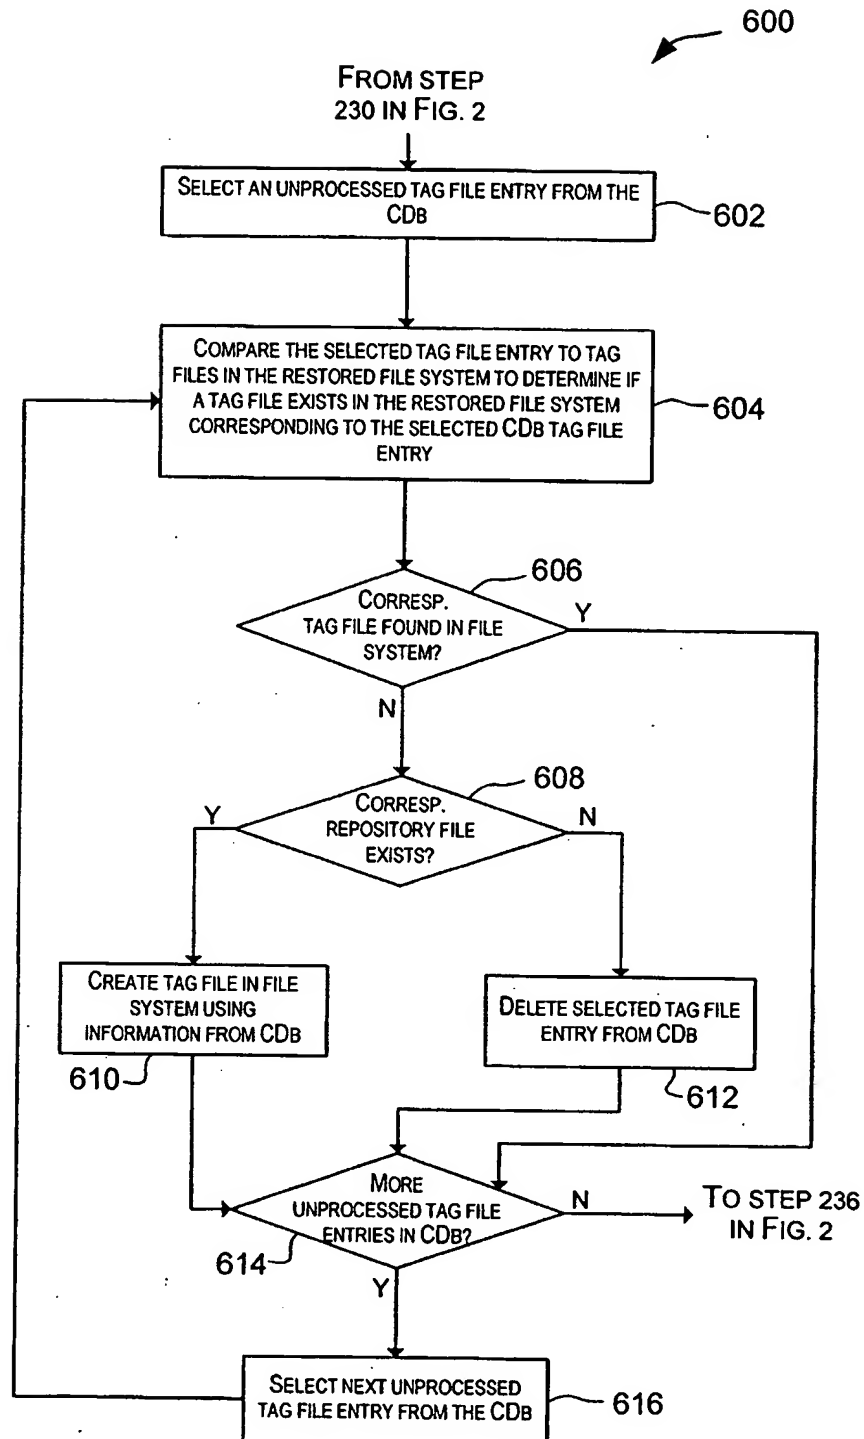 600
FROM STEP
230 IN FIG. 2
SELECT AN UNPROCESSED TAG FILE ENTRY FROM THE
CDB
602
COMPARE THE SELECTED TAG FILE ENTRY TO TAG
FILES IN THE RESTORED FILE SYSTEM TO DETERMINE IF
A TAG FILE EXISTS IN THE RESTORED FILE SYSTEM
CORRESPONDING TO THE SELECTED CDB TAG FILE
ENTRY
604
606
CORRESP.
TAG FILE FOUND IN FILE
SYSTEM?
Y
N
608
CORRESP.
REPOSITORY FILE
EXISTS?
Y
N
CREATE TAG FILE IN FILE
SYSTEM USING
INFORMATION FROM CDB
610
DELETE SELECTED TAG FILE
ENTRY FROM CDB
612
MORE
UNPROCESSED TAG FILE
ENTRIES IN CDB?
614
N
TO STEP 236
IN FIG. 2
Y
SELECT NEXT UNPROCESSED
TAG FILE ENTRY FROM THE CDB
616